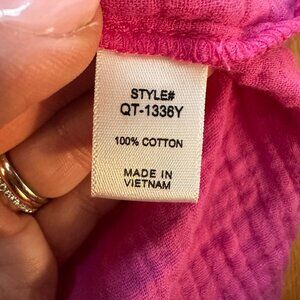 STYLE#
QT-1336Y
100% COTTON
MADE IN
VIETNAM